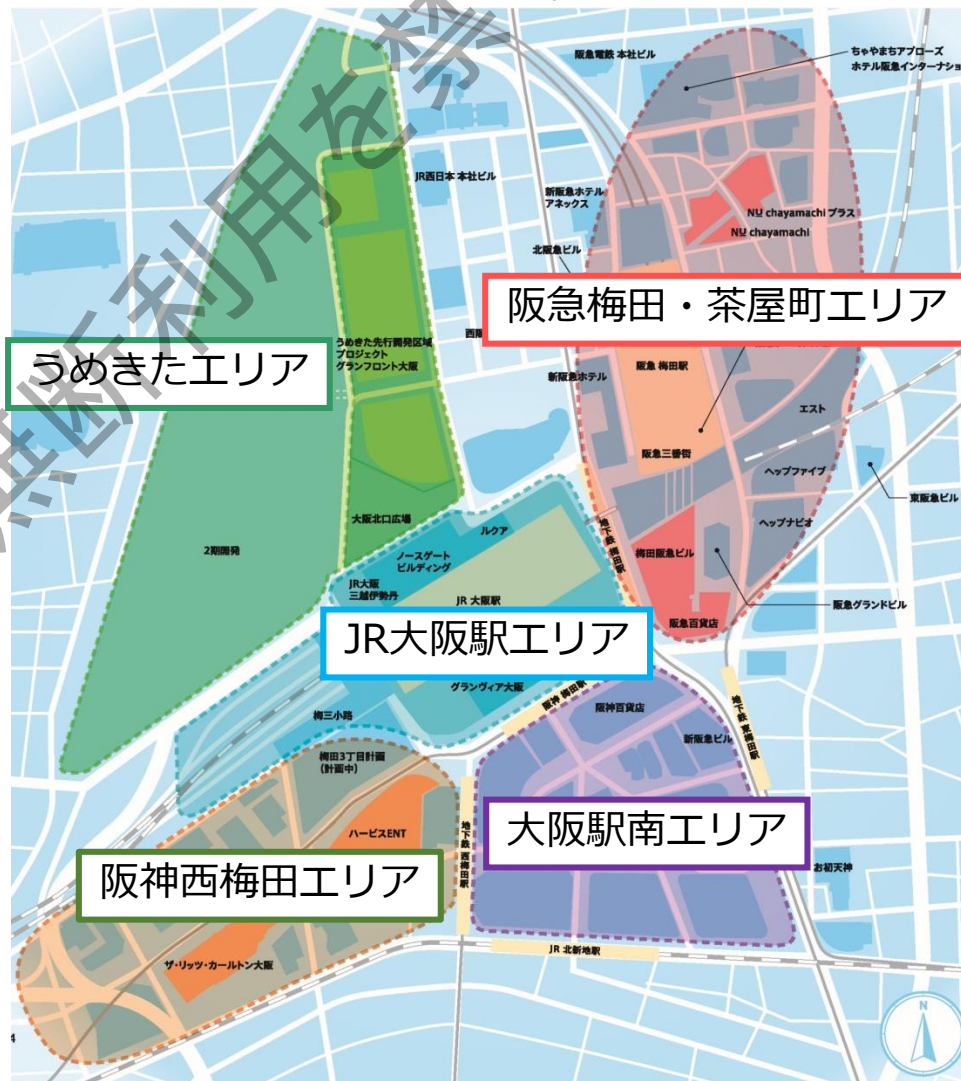 阪急電鉄 本社ビル
ちゃやまちアプローズ
ホテル阪急インターナショ
JR西日本 本社ビル
新阪急ホテル
アネックス
NU chayamachi プラス
NU chayamachi
北阪急ビル
阪急梅田・茶屋町エリア
うめきた先行開発区域
プロジェクト
グランフロント大阪
うめきたエリア
西阪
新阪急ホテル
阪急 梅田駅
エスト
阪急三番街
ヘップファイブ
東阪急ビル
ヘップナビオ
大阪北口広場
ルクア
地下鉄 梅田駅
2期開発
ノースゲート
ビルディング
梅田阪急ビル
JR大阪
三越伊勢丹
JR 大阪駅
阪急グランドビル
阪急百貨店
JR大阪駅エリア
グランヴィア大阪
阪神 梅田駅
梅三小路
阪神百貨店
地下鉄 東梅田駅
新阪急ビル
梅田3丁目計画
(計画中)
大阪駅南エリア
ハービスENT
地下鉄 西梅田駅
阪神西梅田エリア
お初天神
JR 北新地駅
ザ・リッツ・カールトン大阪
N
4
断利用を禁